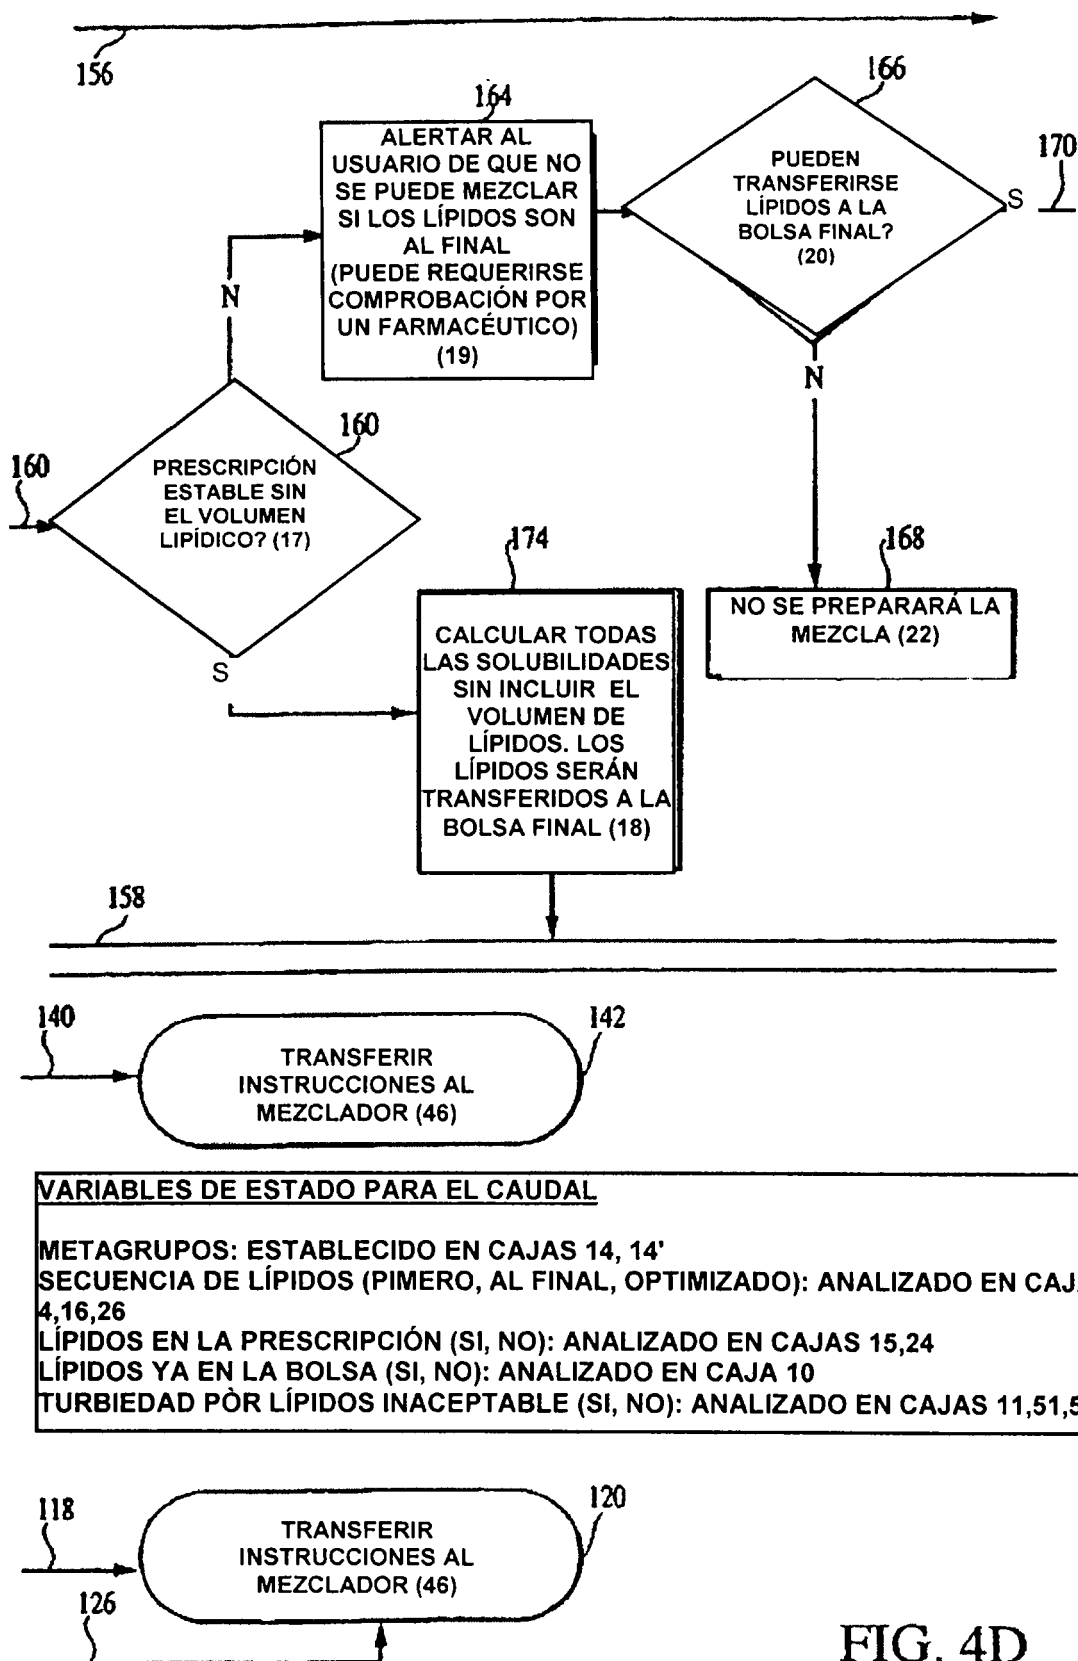 156
164
ALERTAR AL
USUARIO DE QUE NO
SE PUEDE MEZCLAR
SI LOS LÍPIDOS SON
AL FINAL
(PUEDE REQUERIRSE
COMPROBACIÓN POR
UN FARMACÉUTICO)
(19)
166
PUEDEN
TRANSFERIRSE
LÍPIDOS A LA
BOLSA FINAL?
(20)
S
170
N
N
160
160
PRESCRIPCIÓN
ESTABLE SIN
EL VOLUMEN
LIPÍDICO? (17)
S
174
CALCULAR TODAS
LAS SOLUBILIDADES
SIN INCLUIR EL
VOLUMEN DE
LÍPIDOS. LOS
LÍPIDOS SERÁN
TRANSFERIDOS A LA
BOLSA FINAL (18)
168
NO SE PREPARARÁ LA
MEZCLA (22)
158
140
142
TRANSFERIR
INSTRUCCIONES AL
MEZCLADOR (46)
VARIABLES DE ESTADO PARA EL CAUDAL
METAGRUPOS: ESTABLECIDO EN CAJAS 14, 14'
SECUENCIA DE LÍPIDOS (PIMERO, AL FINAL, OPTIMIZADO): ANALIZADO EN CAJ
4,16,26
LÍPIDOS EN LA PRESCRIPCIÓN (SI, NO): ANALIZADO EN CAJAS 15,24
LÍPIDOS YA EN LA BOLSA (SI, NO): ANALIZADO EN CAJA 10
TURBIEDAD PÒR LÍPIDOS INACEPTABLE (SI, NO): ANALIZADO EN CAJAS 11,51,5
118
120
TRANSFERIR
INSTRUCCIONES AL
MEZCLADOR (46)
126
FIG. 4D